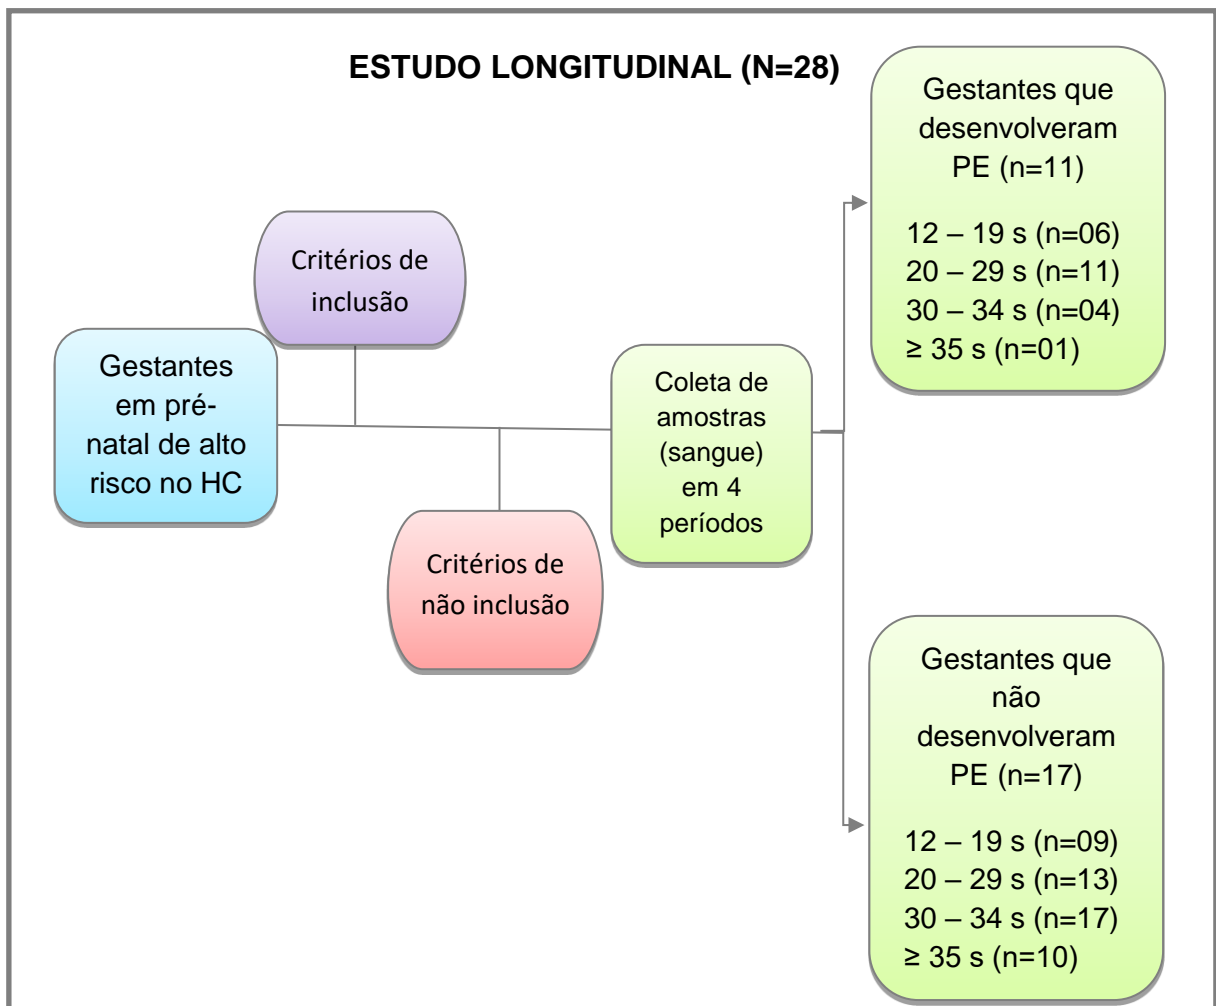 ESTUDO LONGITUDINAL (N=28)
Gestantes
em pré-
natal de alto
risco no HC
Critérios de
inclusão
Critérios de
não inclusão
Coleta de
amostras
(sangue)
em 4
períodos
Gestantes que
desenvolveram
PE (n=11)
12 – 19 s (n=06)
20 – 29 s (n=11)
30 – 34 s (n=04)
≥ 35 s (n=01)
Gestantes que
não
desenvolveram
PE (n=17)
12 – 19 s (n=09)
20 – 29 s (n=13)
30 – 34 s (n=17)
≥ 35 s (n=10)